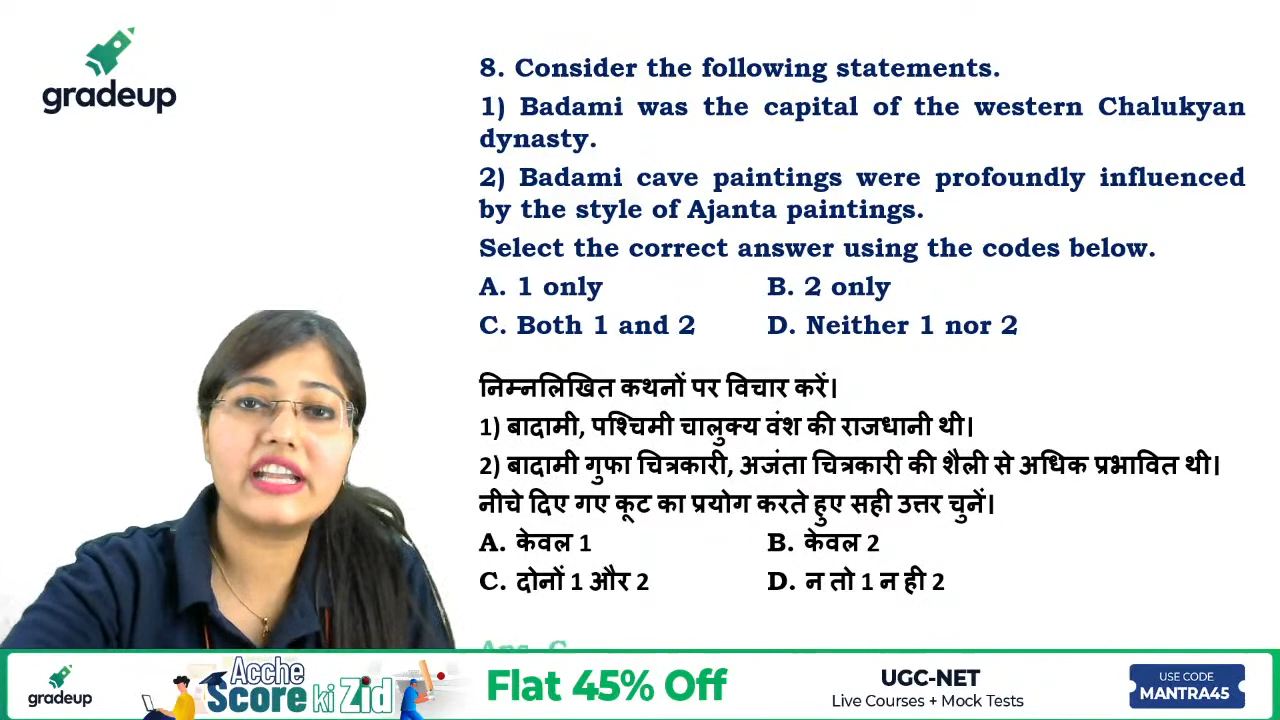 gradeup
8. Consider the following statements.
1) Badami was the capital of the western Chalukyan
dynasty.
2) Badami cave paintings were profoundly influenced
by the style of Ajanta paintings.
Select the correct answer using the codes below.
A. 1 only B. 2 only
C. Both 1 and 2 D. Neither 1 nor 2
निम्नलिखित कथनों पर विचार करें।
1) बादामी, पश्चिमी चालुक्य वंश की राजधानी थी।
2) बादामी गुफा चित्रकारी, अजंता चित्रकारी की शैली से अधिक प्रभावित थी।
नीचे दिए गए कूट का प्रयोग करते हुए सही उत्तर चुनें।
A. केवल 1 B. केवल 2
C. दोनों 1 और 2 D. न तो 1 न ही 2
gradeup
Acche
Score ki Zid
Flat 45% Off
UGC-NET
Live Courses + Mock Tests
USE CODE
MANTRA45